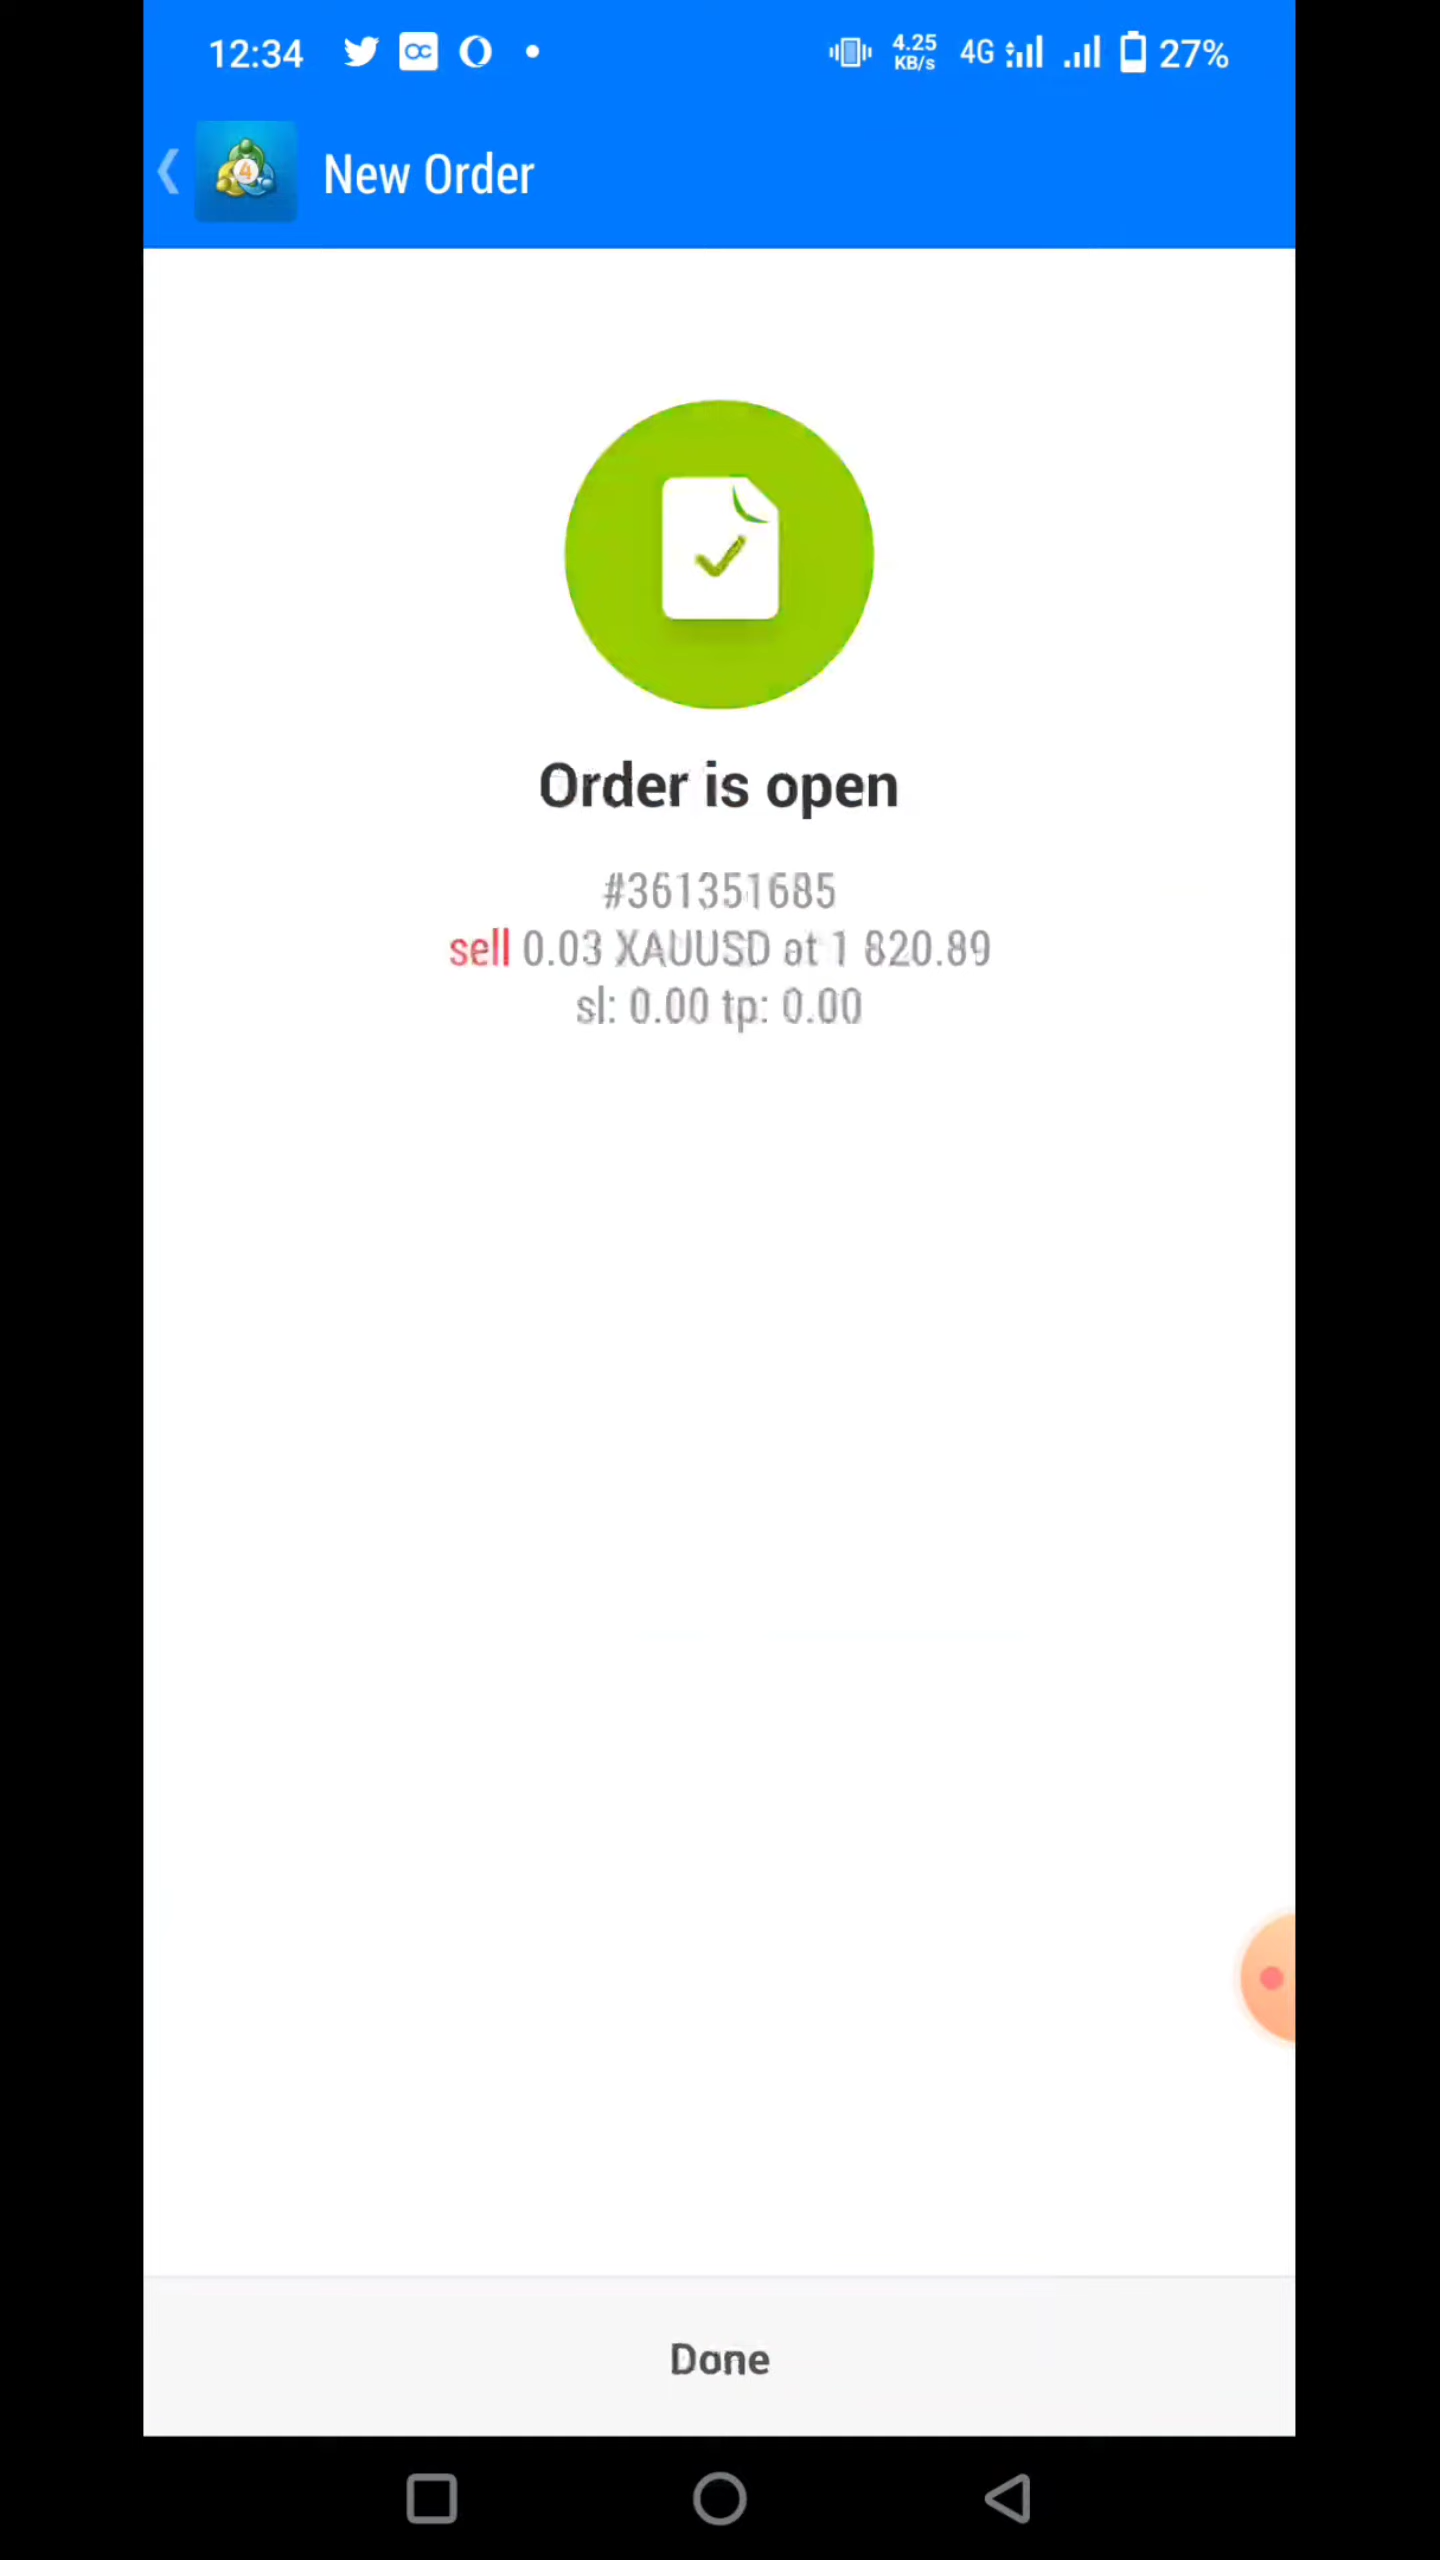 12:34 4.25 KB/s 4G 27%
New Order
Order is open
#361351685
sell 0.03 XAUUSD at 1 820.89
sl: 0.00 tp: 0.00
Done